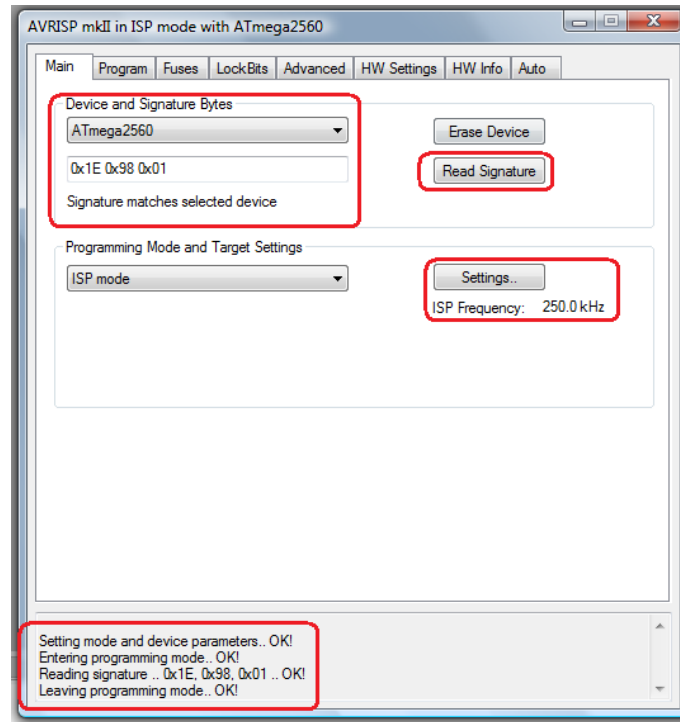 AVRISP mkII in ISP mode with ATmega2560
Main Program Fuses LockBits Advanced HW Settings HW Info Auto
Device and Signature Bytes
ATmega2560
Erase Device
0x1E 0x98 0x01
Read Signature
Signature matches selected device
Programming Mode and Target Settings
ISP mode
Settings..
ISP Frequency: 250.0 kHz
Setting mode and device parameters.. OK!
Entering programming mode.. OK!
Reading signature .. 0x1E, 0x98, 0x01 .. OK!
Leaving programming mode.. OK!